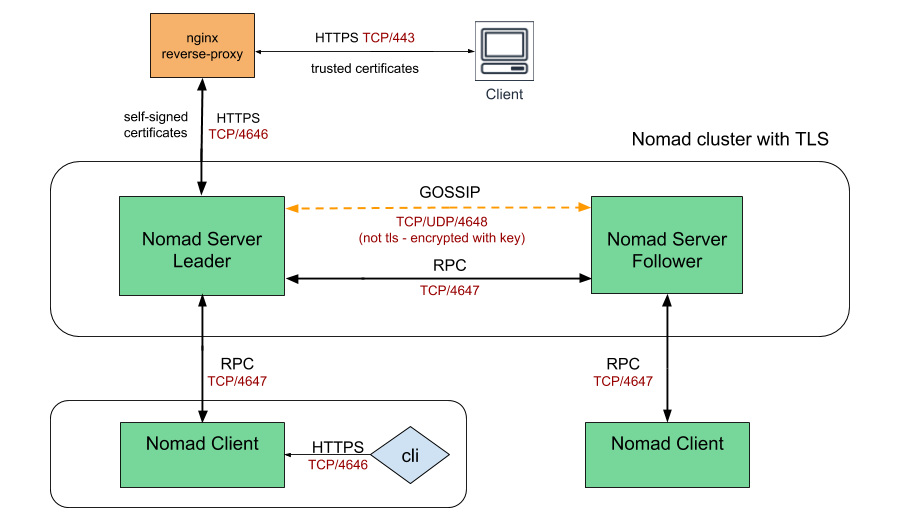 nginx
reverse-proxy
HTTPS TCP/443
trusted certificates
Client
self-signed
certificates
HTTPS
TCP/4646
Nomad cluster with TLS
GOSSIP
TCP/UDP/4648
(not tls - encrypted with key)
Nomad Server
Leader
Nomad Server
Follower
RPC
TCP/4647
RPC
TCP/4647
RPC
TCP/4647
Nomad Client
HTTPS
TCP/4646
cli
Nomad Client